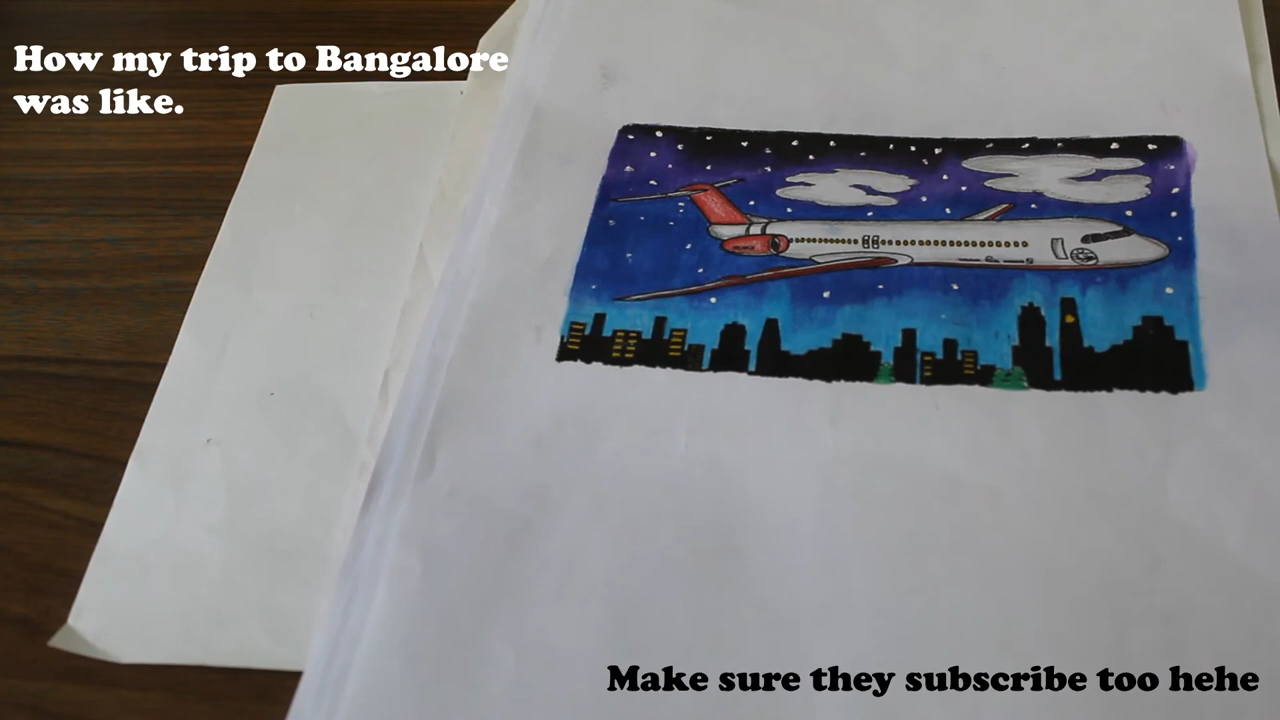 How my trip to Bangalore
was like.
Make sure they subscribe too hehe